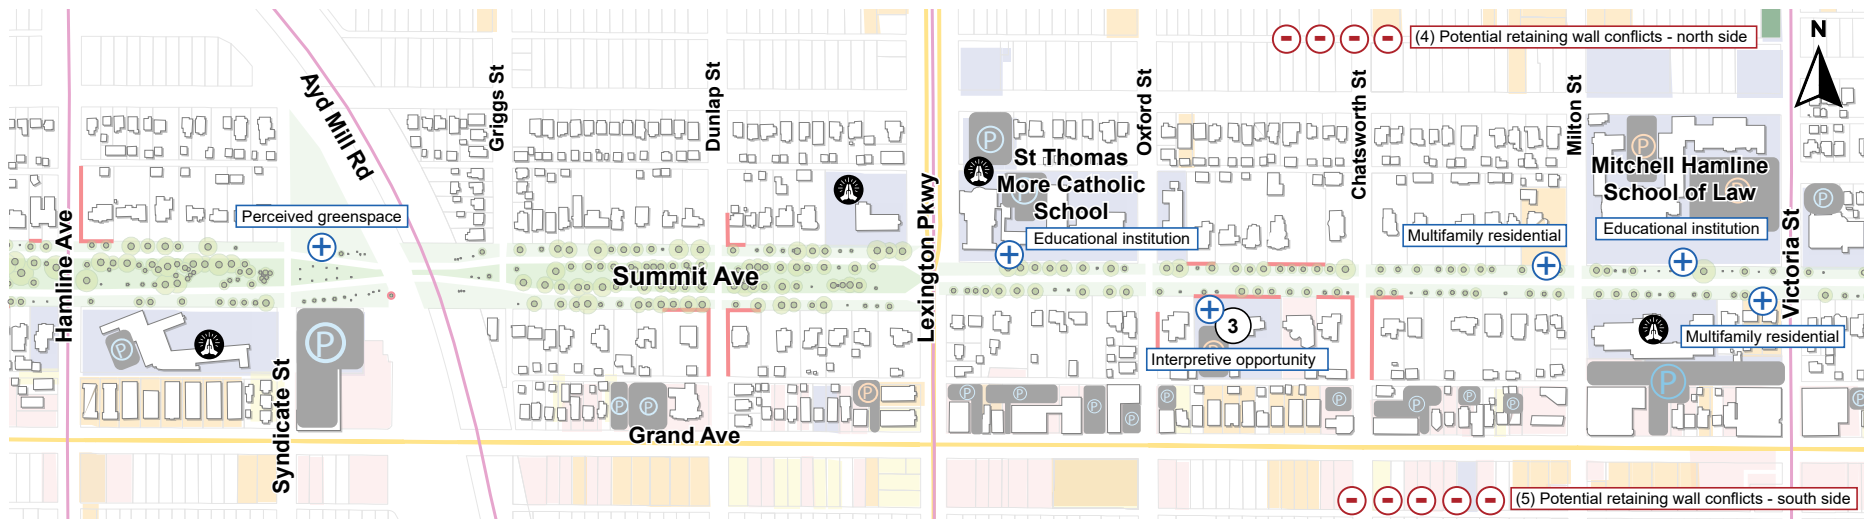 (4) Potential retaining wall conflicts - north side
N
Ayd Mill Rd
Griggs St
Dunlap St
Oxford St
Chatsworth St
Milton St
P
P
P
St Thomas
More Catholic
School
P
Mitchell Hamline
School of Law
P
P
Hamline Ave
Perceived greenspace
Lexington Pkwy
Educational institution
Multifamily residential
Educational institution
Victoria St
Summit Ave
3
P
P
P
Interpretive opportunity
Multifamily residential
Syndicate St
P
P
P
P
P
P
P
P
P
P
P
P
P
Grand Ave
(5) Potential retaining wall conflicts - south side